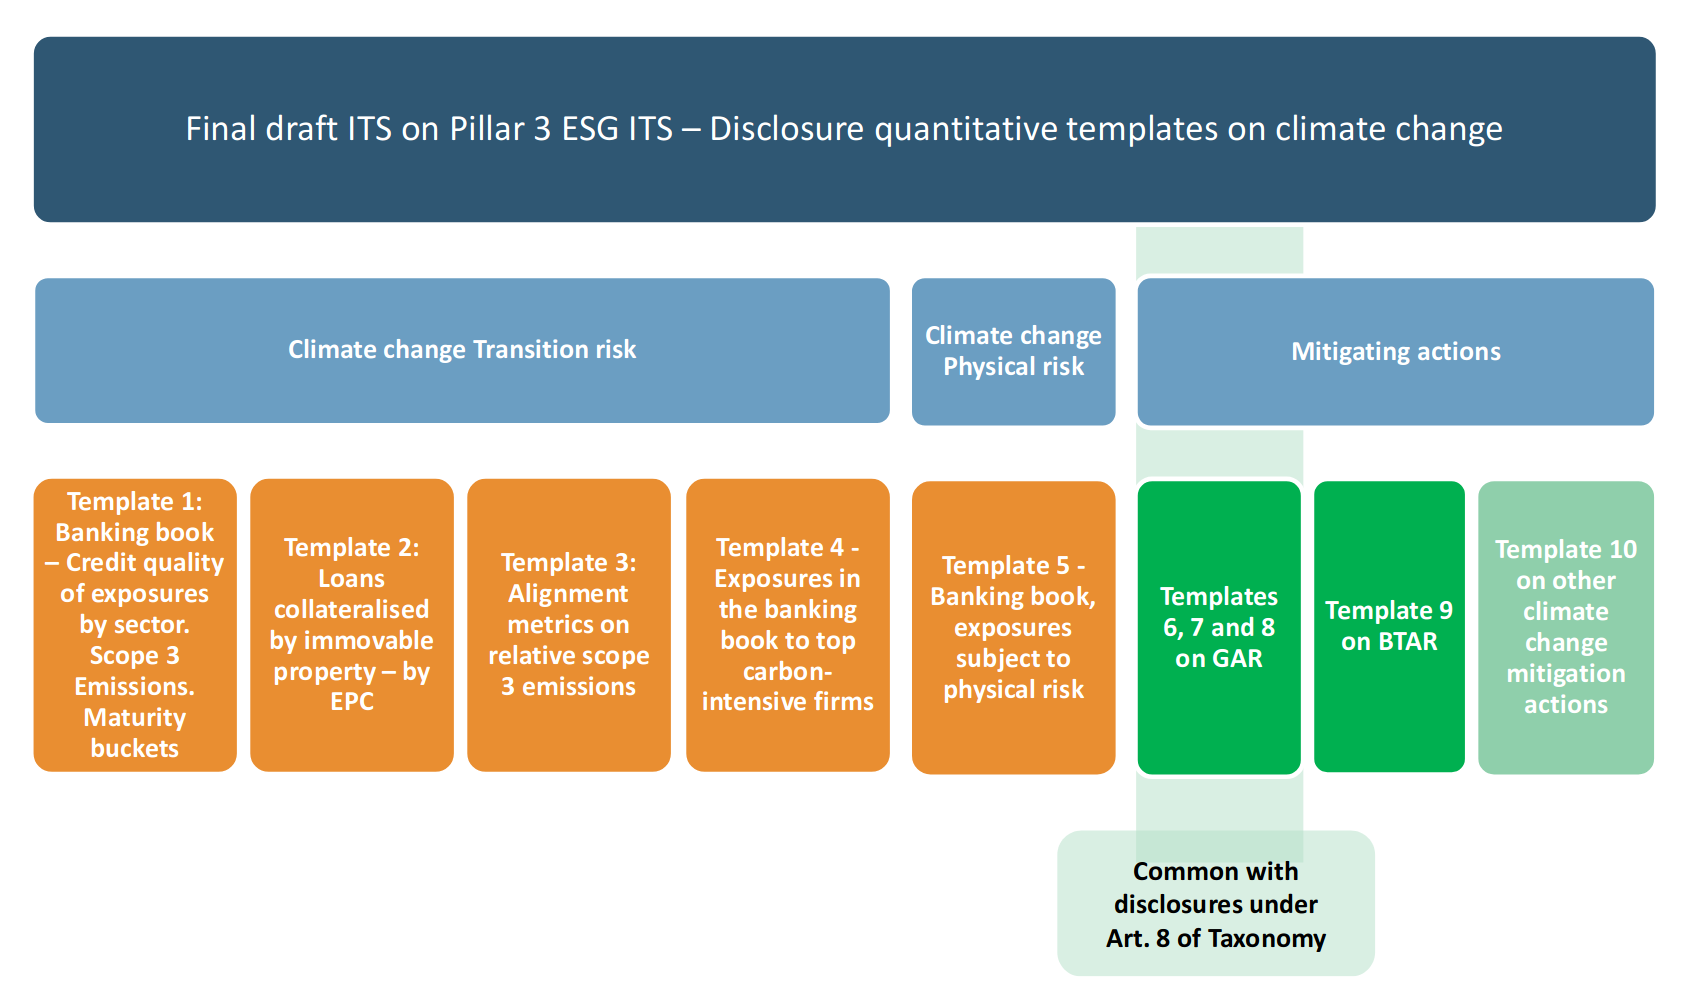 Final draft ITS on Pillar 3 ESG ITS – Disclosure quantitative templates on climate change
Climate change Transition risk
Climate change
Physical risk
Mitigating actions
Template 1:
Banking book
– Credit quality
of exposures
by sector.
Scope 3
Emissions.
Maturity
buckets
Template 2:
Loans
collateralised
by immovable
property – by
EPC
Template 3:
Alignment
metrics on
relative scope
3 emissions
Template 4 -
Exposures in
the banking
book to top
carbon-
intensive firms
Template 5 -
Banking book,
exposures
subject to
physical risk
Templates
6, 7 and 8
on GAR
Template 9
on BTAR
Template 10
on other
climate
change
mitigation
actions
Common with
disclosures under
Art. 8 of Taxonomy